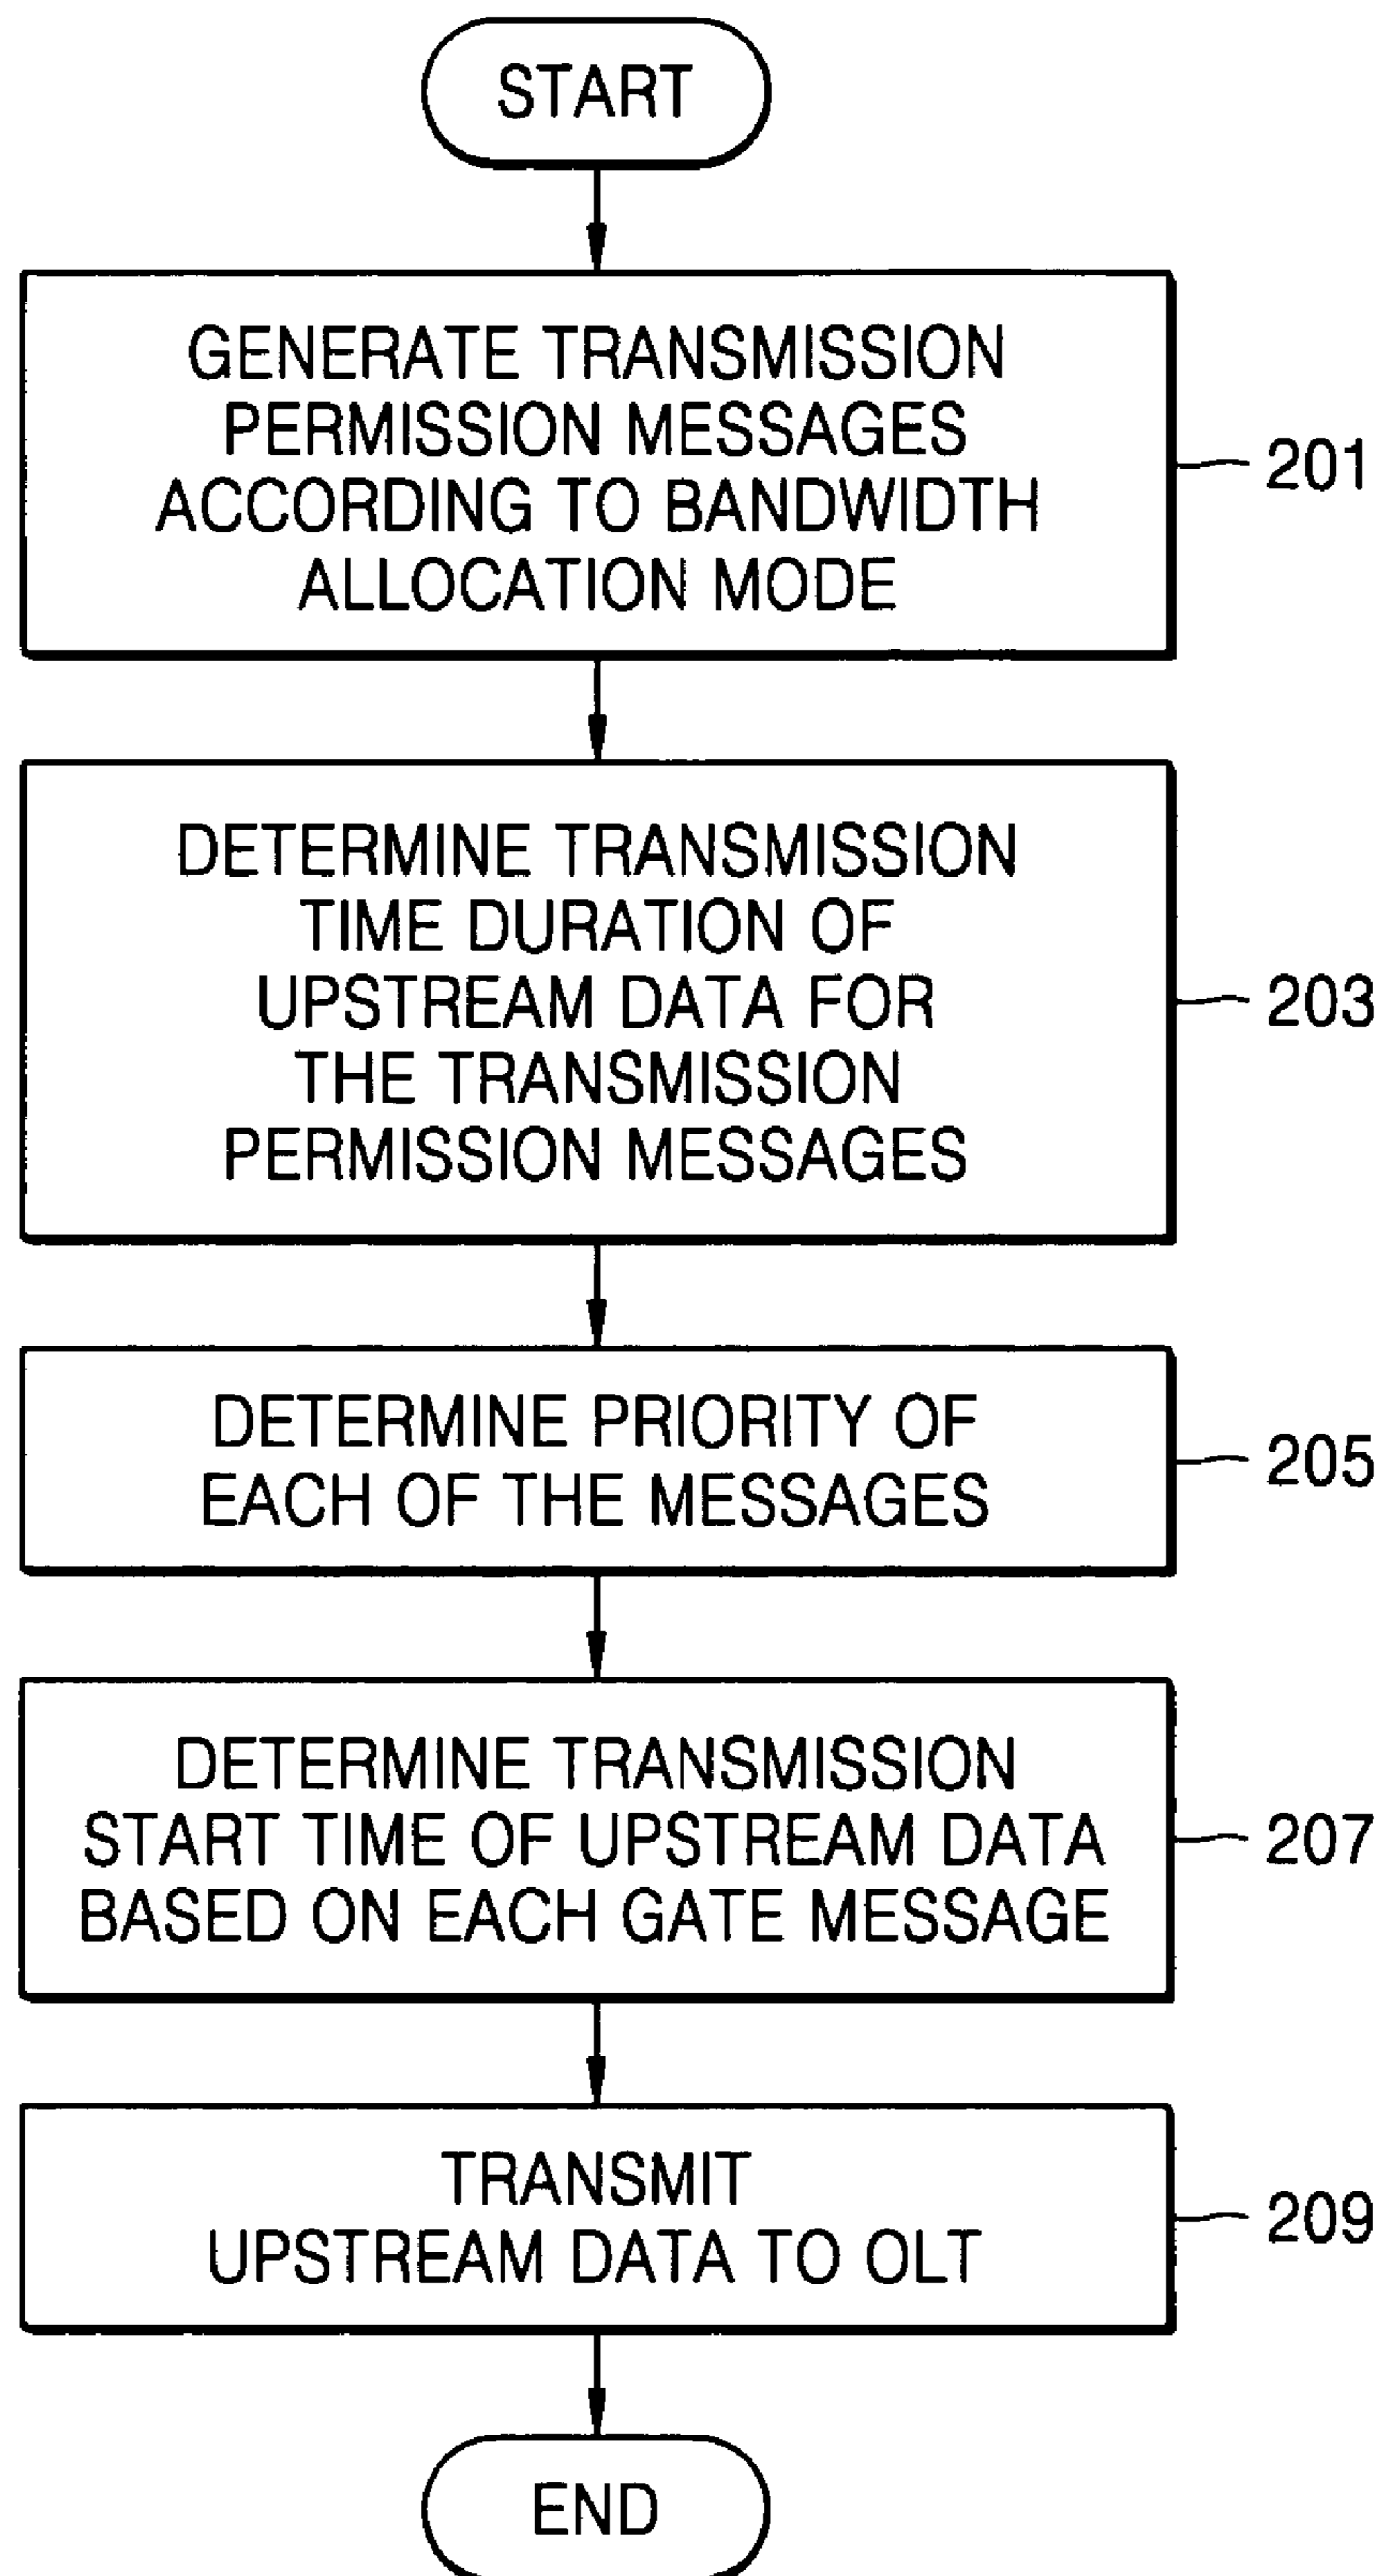 START
GENERATE TRANSMISSION
PERMISSION MESSAGES
ACCORDING TO BANDWIDTH
ALLOCATION MODE
201
DETERMINE TRANSMISSION
TIME DURATION OF
UPSTREAM DATA FOR
THE TRANSMISSION
PERMISSION MESSAGES
203
DETERMINE PRIORITY OF
EACH OF THE MESSAGES
205
DETERMINE TRANSMISSION
START TIME OF UPSTREAM DATA
BASED ON EACH GATE MESSAGE
207
TRANSMIT
UPSTREAM DATA TO OLT
209
END